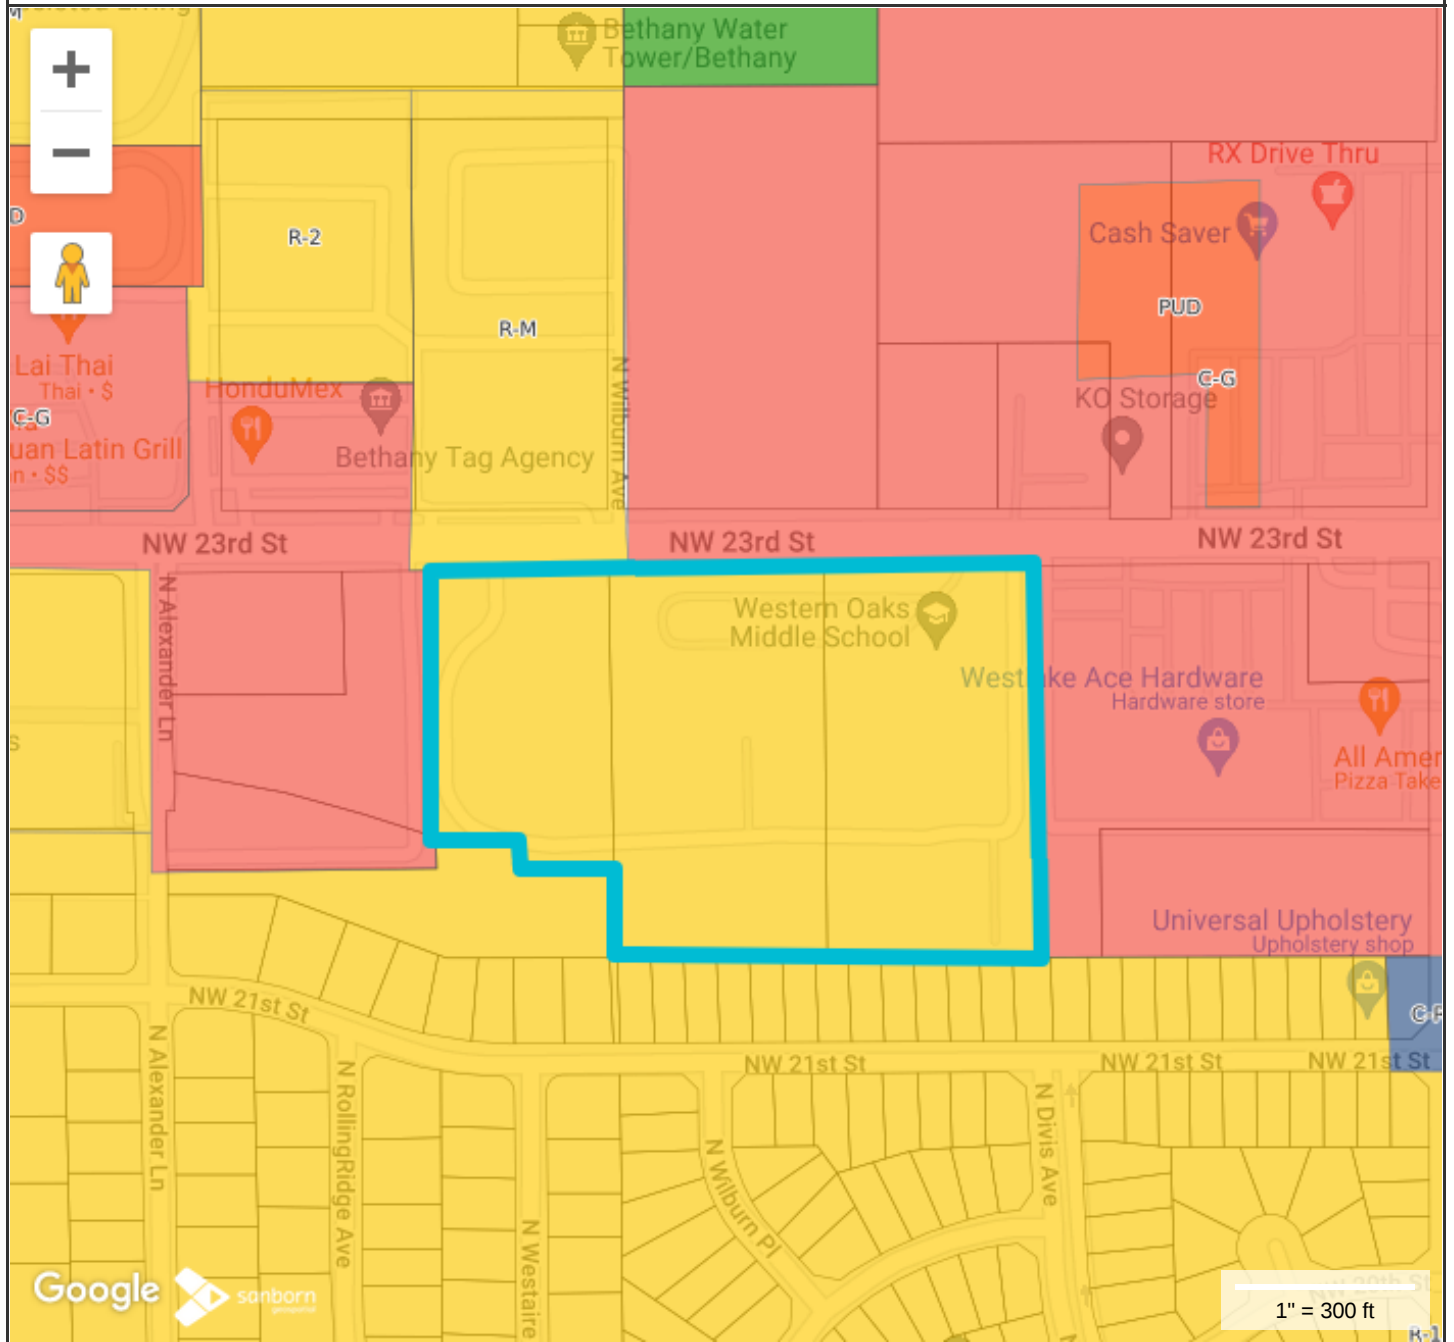 Bethany Water
Tower/Bethany
+
−
RX Drive Thru
Cash Saver
D
R-2
PUD
R-M
Lai Thai
Thai • $
HonduMex
C-G
C-G
KO Storage
uan Latin Grill
n • $$
Bethany Tag Agency
N Wilburn Ave
NW 23rd St
NW 23rd St
NW 23rd St
N Alexander Ln
Western Oaks
Middle School
Westlake Ace Hardware
Hardware store
s
All Amer
Pizza Take
Universal Upholstery
Upholstery shop
NW 21st St
NW 21st St
NW 21st St
NW 21st St
N Alexander Ln
N RollingRidge Ave
N Westaire
N Wilburn Pl
N Divis Ave
NW 20th St
Google
sanborn
geospatial
1" = 300 ft
R-1